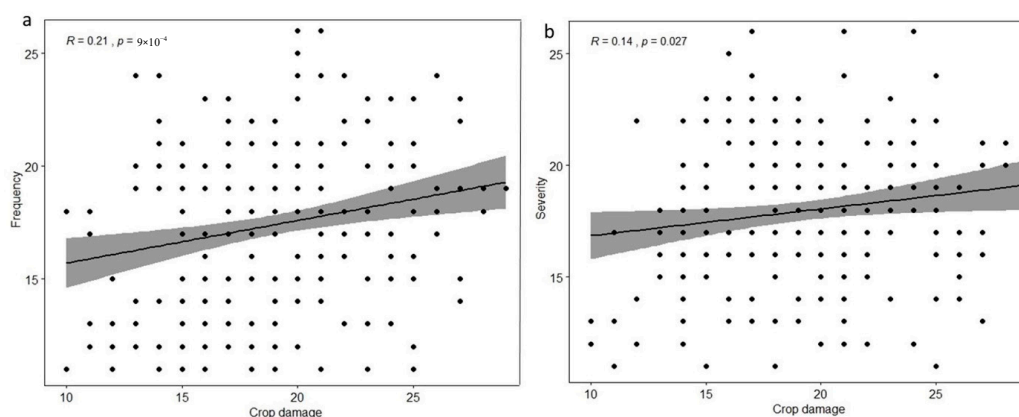 a
R = 0.21 , p = 9×10⁻⁴
25
20
15
Frequency
10 15 20 25
Crop damage
b
R = 0.14 , p = 0.027
25
20
15
Severity
10 15 20 25
Crop damage